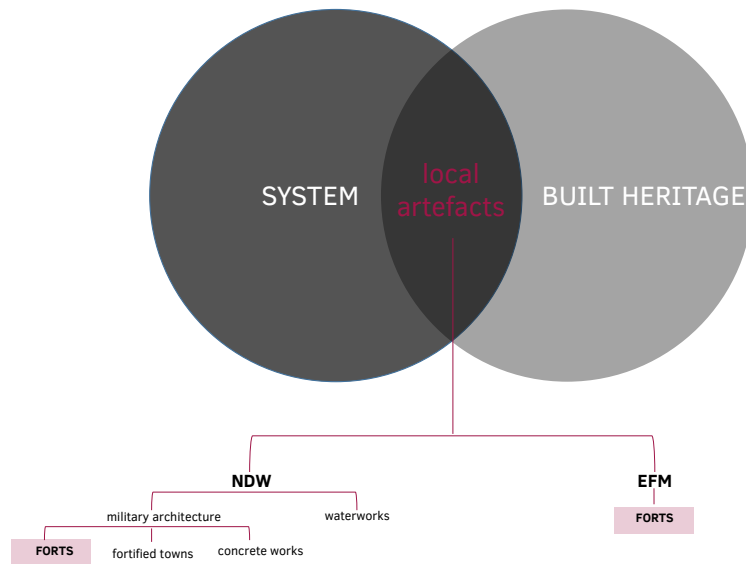 SYSTEM
local
artefacts
BUILT HERITAGE
NDW
EFM
military architecture
waterworks
FORTS
FORTS
fortified towns
concrete works